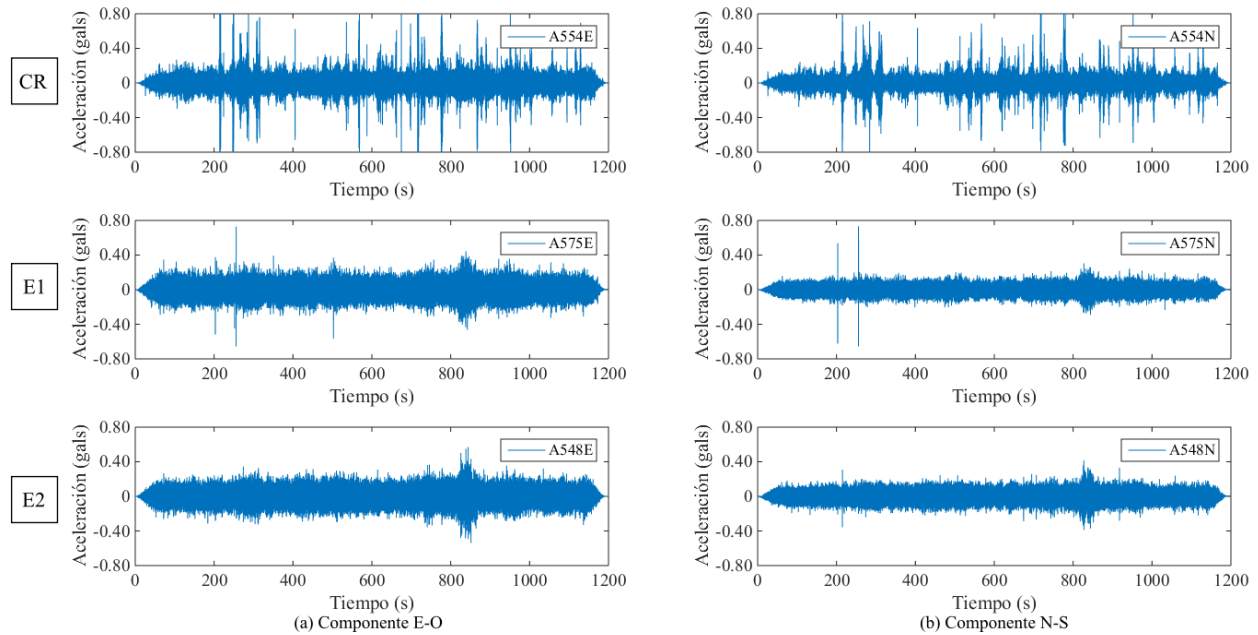 CR
Aceleración (gals)
0.80
0.40
0
-0.40
-0.80
A554E
0 200 400 600 800 1000 1200
Tiempo (s)
Aceleración (gals)
0.80
0.40
0
-0.40
-0.80
A554N
0 200 400 600 800 1000 1200
Tiempo (s)
E1
Aceleración (gals)
0.80
0.40
0
-0.40
-0.80
A575E
0 200 400 600 800 1000 1200
Tiempo (s)
Aceleración (gals)
0.80
0.40
0
-0.40
-0.80
A575N
0 200 400 600 800 1000 1200
Tiempo (s)
E2
Aceleración (gals)
0.80
0.40
0
-0.40
-0.80
A548E
0 200 400 600 800 1000 1200
Tiempo (s)
(a) Componente E-O
Aceleración (gals)
0.80
0.40
0
-0.40
-0.80
A548N
0 200 400 600 800 1000 1200
Tiempo (s)
(b) Componente N-S